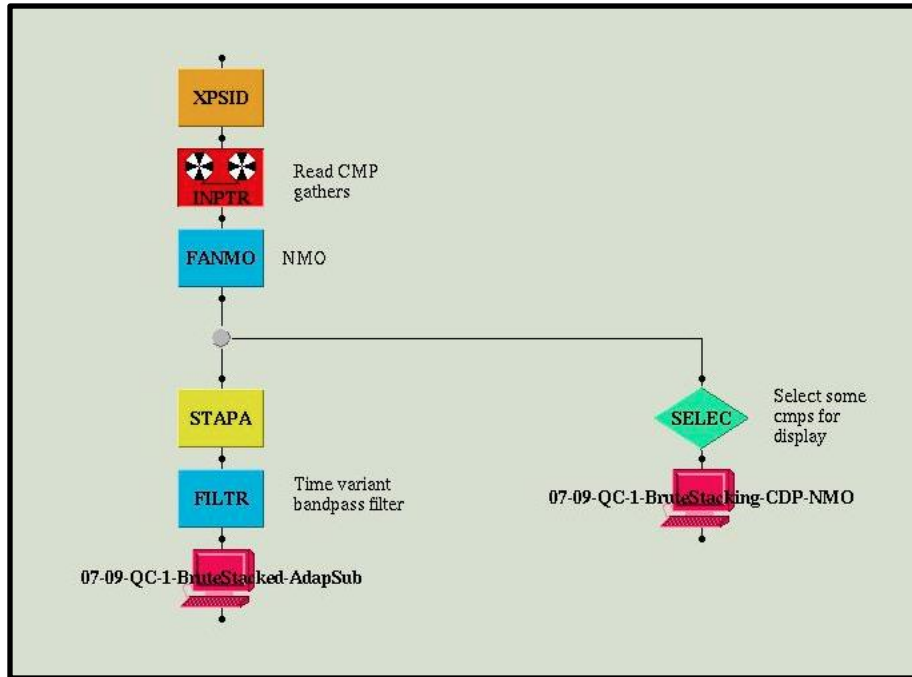 XPSID
INPTR
Read CMP
gathers
FANMO
NMO
STAPA
SELEC
Select some
cmps for
display
FILTR
Time variant
bandpass filter
07-09-QC-1-BruteStacking-CDP-NMO
07-09-QC-1-BruteStacked-AdapSub